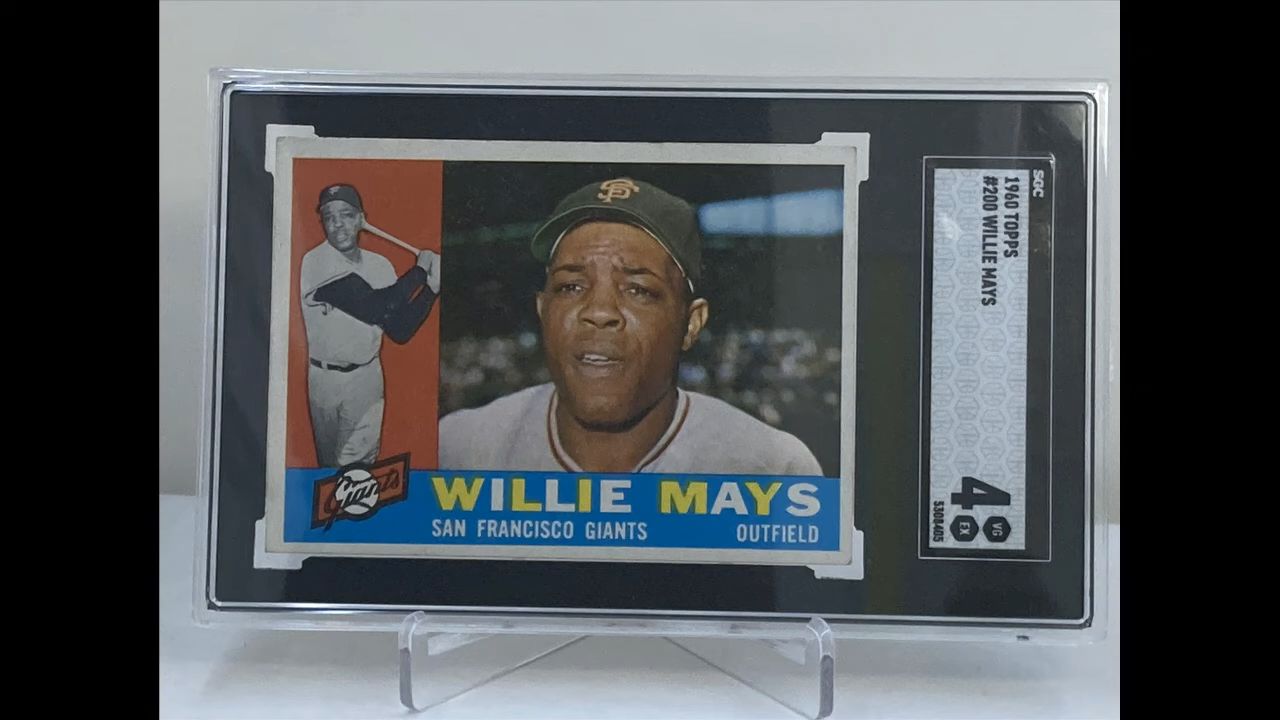 SF
Giants
WILLIE MAYS
SAN FRANCISCO GIANTS OUTFIELD
SGC
1960 TOPPS
#200 WILLIE MAYS
4
VG
EX
5308405